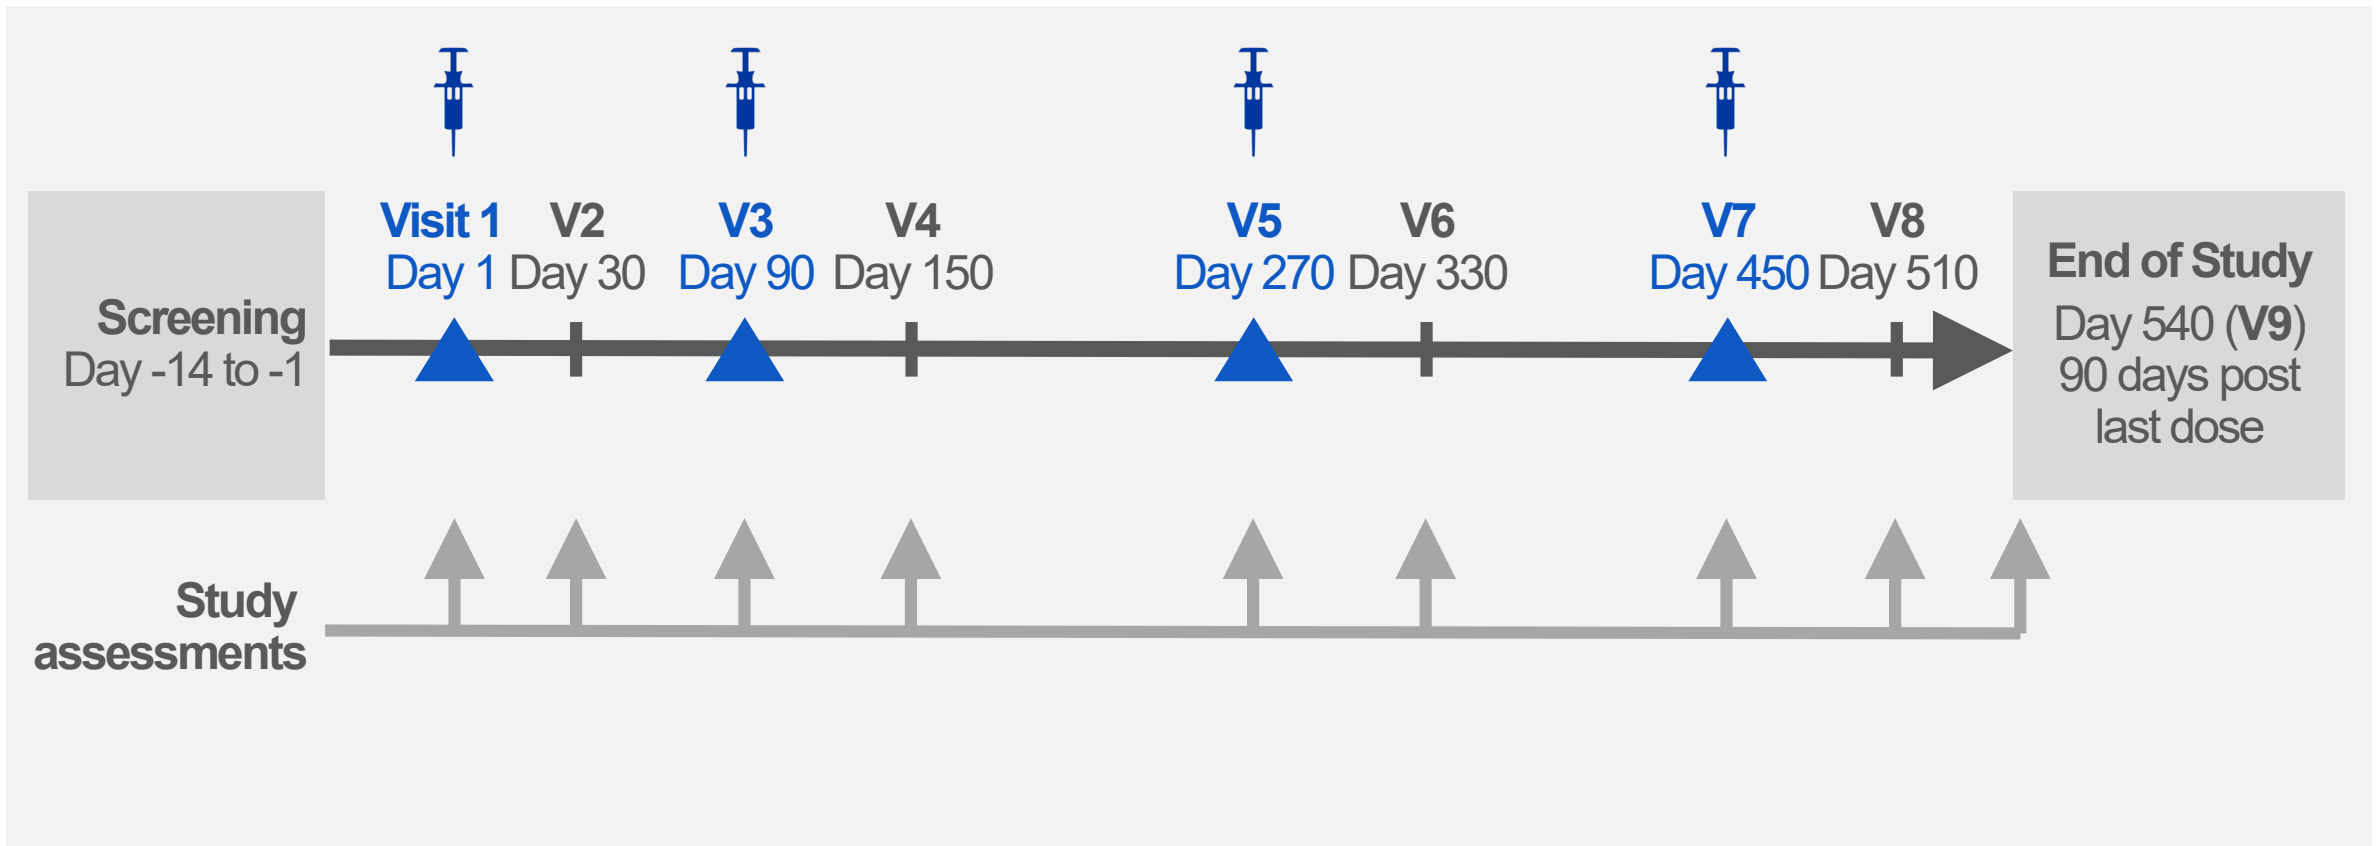 Visit 1
Day 1
V2
Day 30
V3
Day 90
V4
Day 150
V5
Day 270
V6
Day 330
V7
Day 450
V8
Day 510
Screening
Day -14 to -1
End of Study
Day 540 (V9)
90 days post
last dose
Study
assessments